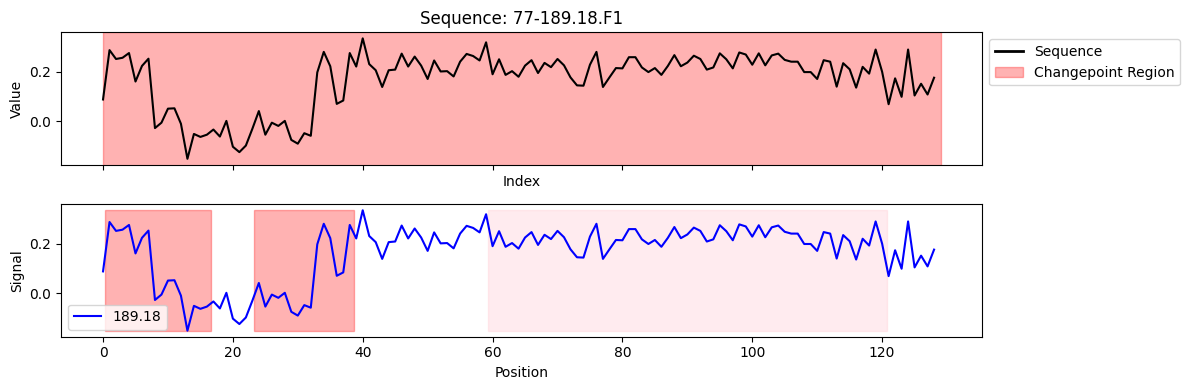 Sequence: 77-189.18.F1
Value
0.2
0.0
Index
Sequence
Changepoint Region
Signal
0.2
0.0
189.18
0 20 40 60 80 100 120
Position